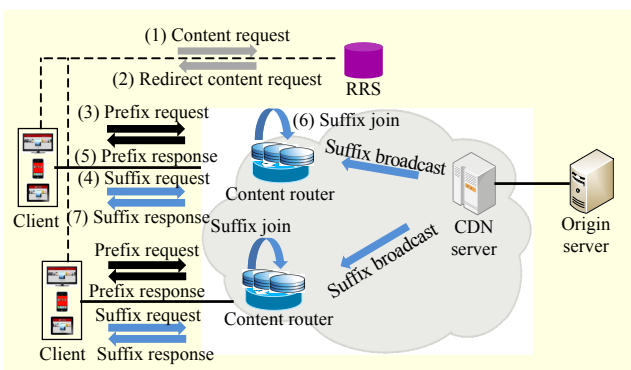 (1) Content request
(2) Redirect content request
RRS
(3) Prefix request
(6) Suffix join
(5) Prefix response
(4) Suffix request
Suffix broadcast
Content router
Client
(7) Suffix response
CDN
server
Origin
server
Suffix join
Prefix request
Suffix broadcast
Prefix response
Suffix request
Content router
Client
Suffix response